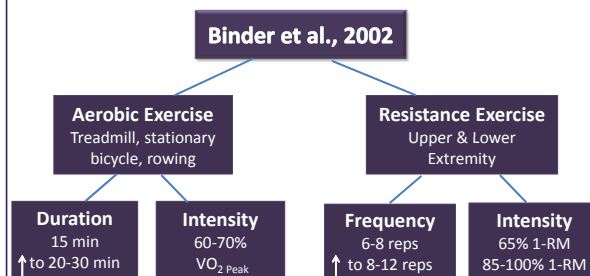 Binder et al., 2002
Aerobic Exercise
Treadmill, stationary
bicycle, rowing
Resistance Exercise
Upper & Lower
Extremity
Duration
15 min
↑ to 20-30 min
Intensity
60-70%
VO₂ Peak
Frequency
6-8 reps
↑ to 8-12 reps
Intensity
65% 1-RM
85-100% 1-RM